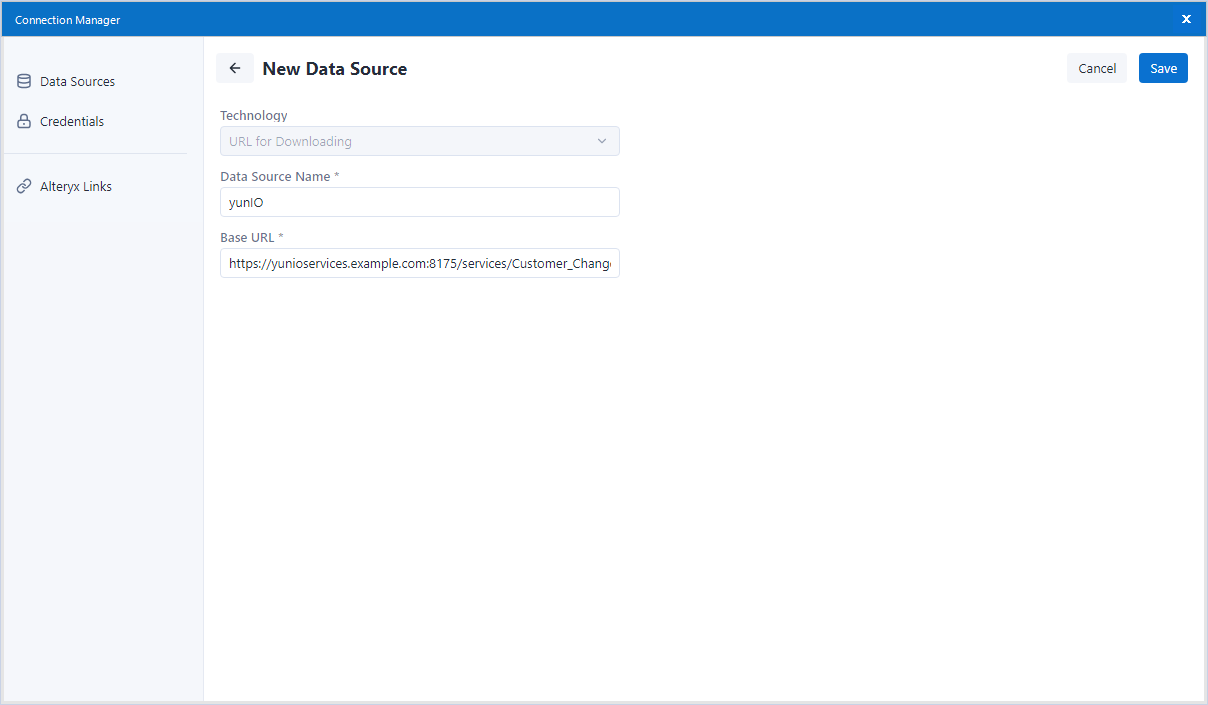 Connection Manager
Data Sources
Credentials
Alteryx Links
New Data Source
Cancel
Save
Technology
URL for Downloading
Data Source Name *
yunIO
Base URL *
https://yunioservices.example.com:8175/services/Customer_Change